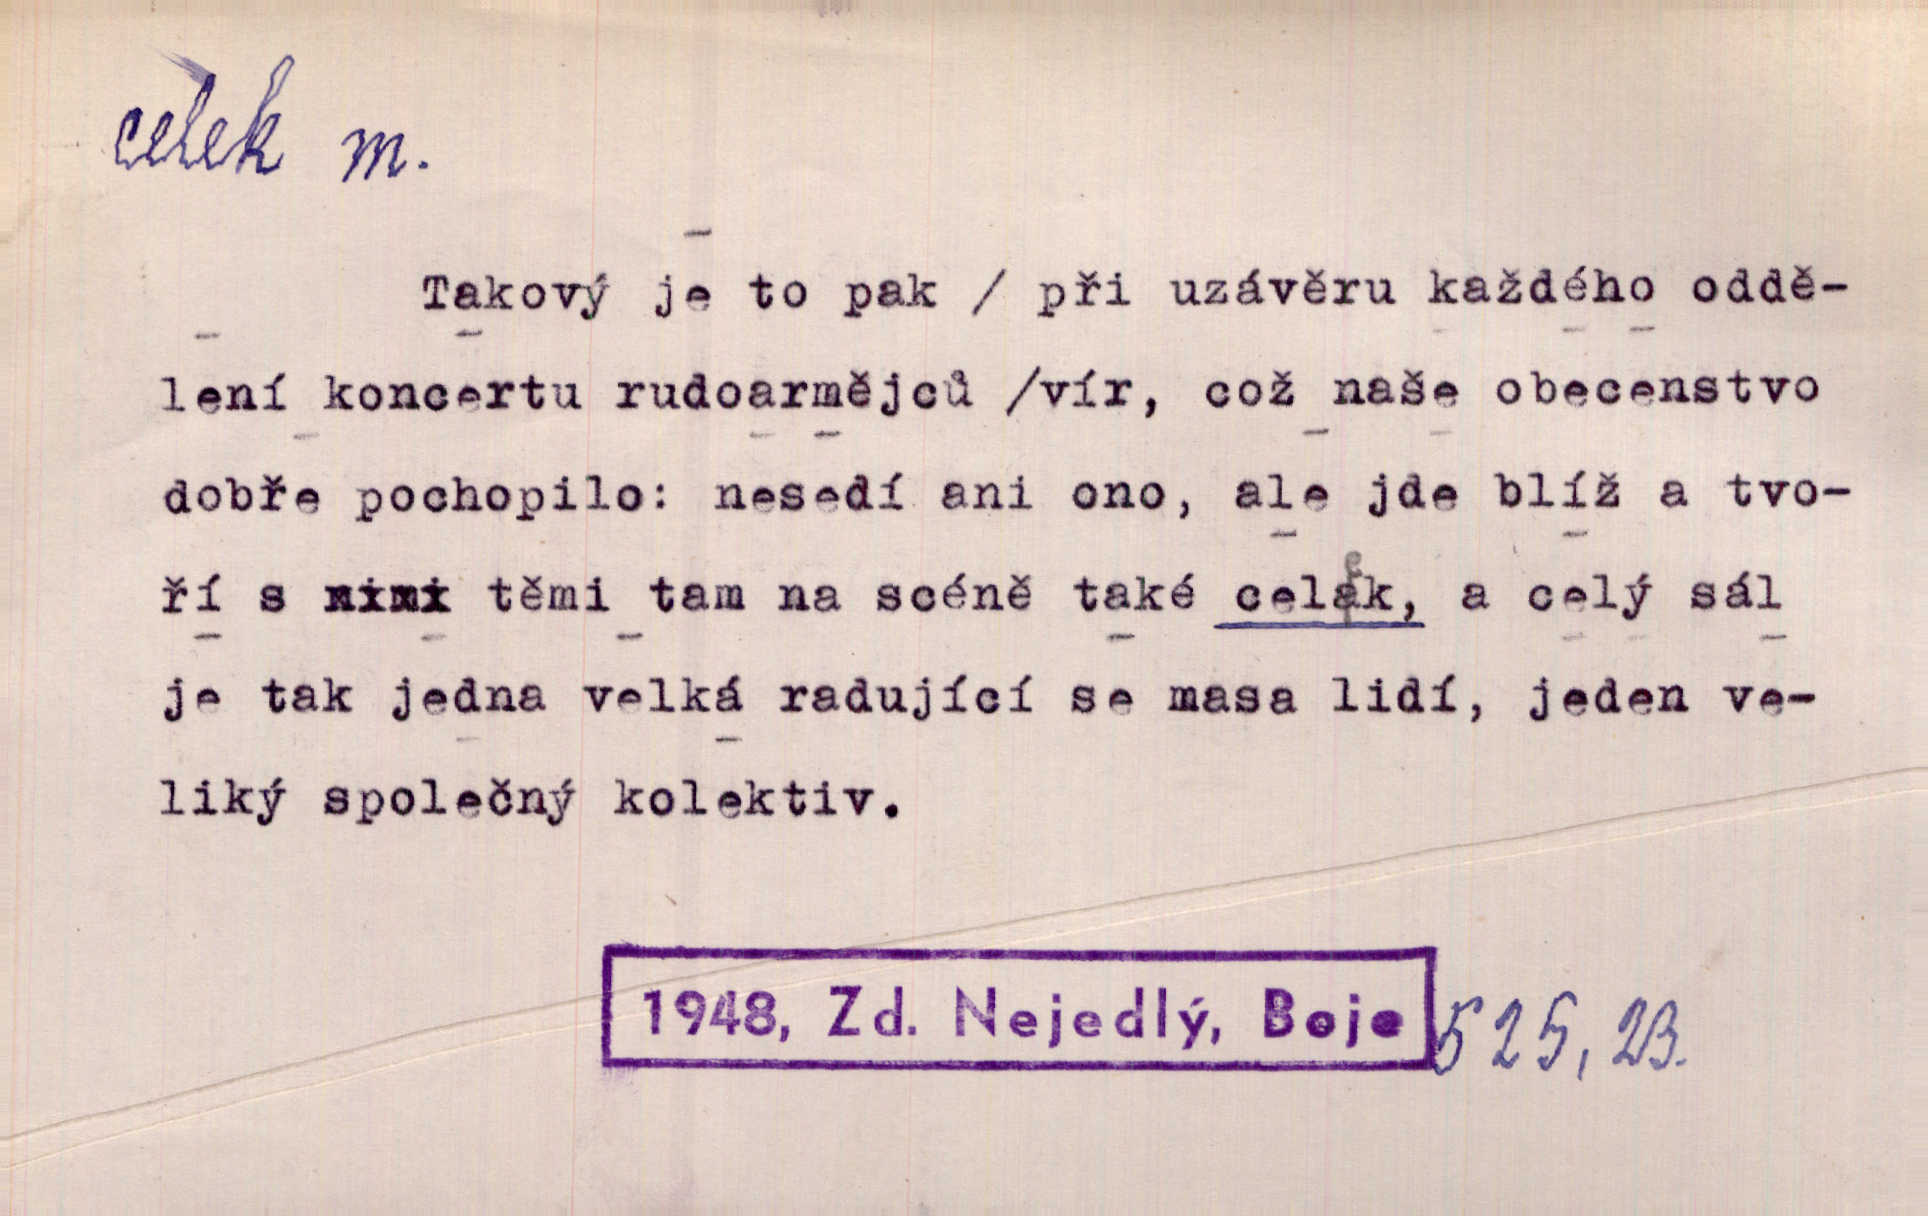 celek m.
Takový je to pak / při uzávěru každého oddě-
lení koncertu rudoarmějců /vír, což naše obecenstvo
dobře pochopilo: nesedí ani ono, ale jde blíž a tvo-
ří s těmi tam na scéně také celek, a celý sál
je tak jedna velká radující se masa lidí, jeden ve-
liký společný kolektiv.
1948, Zd. Nejedlý, Boje 525, 23.